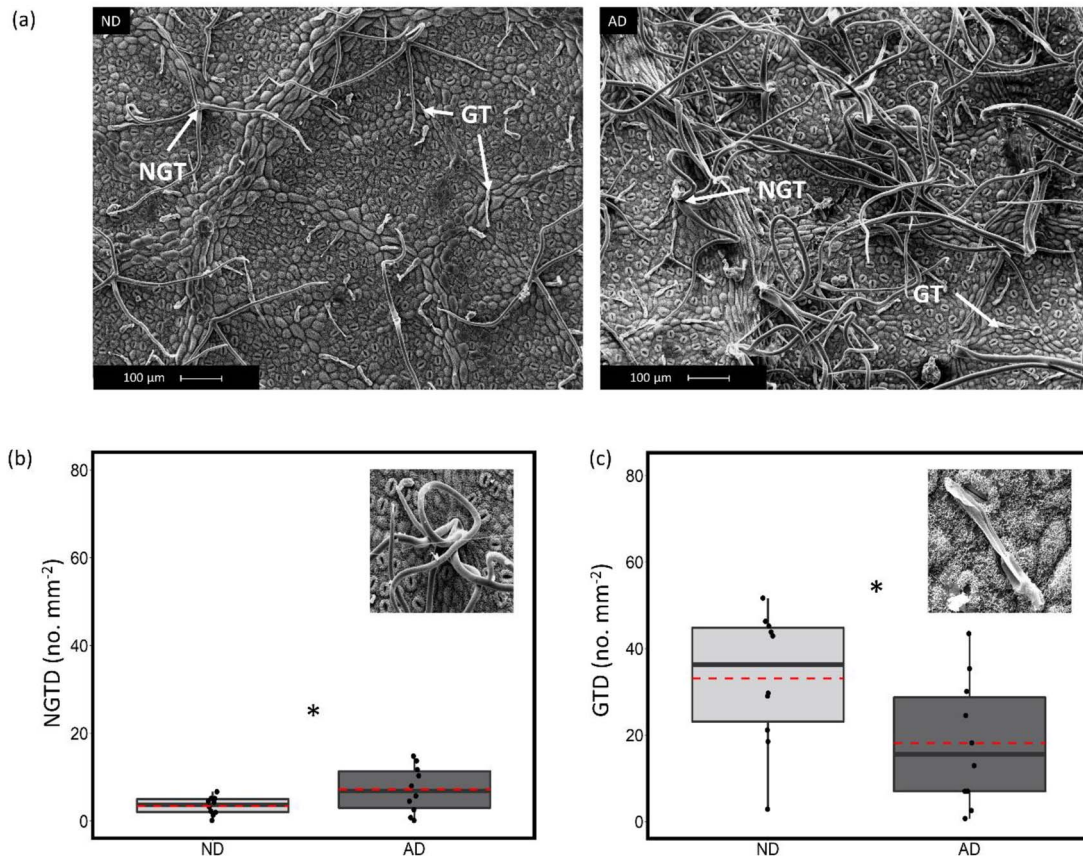 (a)
ND
NGT
GT
100 µm
AD
NGT
GT
100 µm
(b)
NGTD (no. mm⁻²)
80
60
40
20
0
*
ND
AD
(c)
GTD (no. mm⁻²)
80
60
40
20
0
*
ND
AD